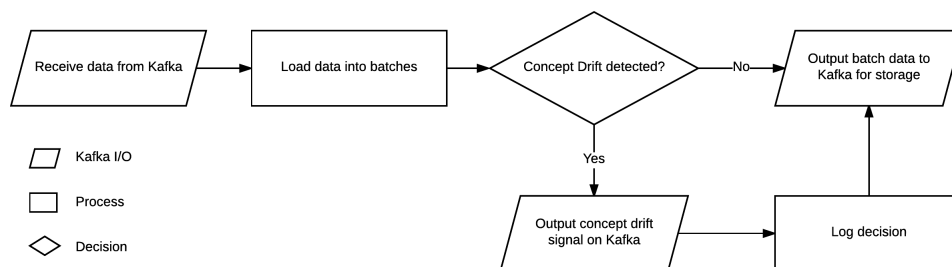 Receive data from Kafka
Load data into batches
Concept Drift detected?
No
Output batch data to
Kafka for storage
Yes
Output concept drift
signal on Kafka
Log decision
Kafka I/O
Process
Decision